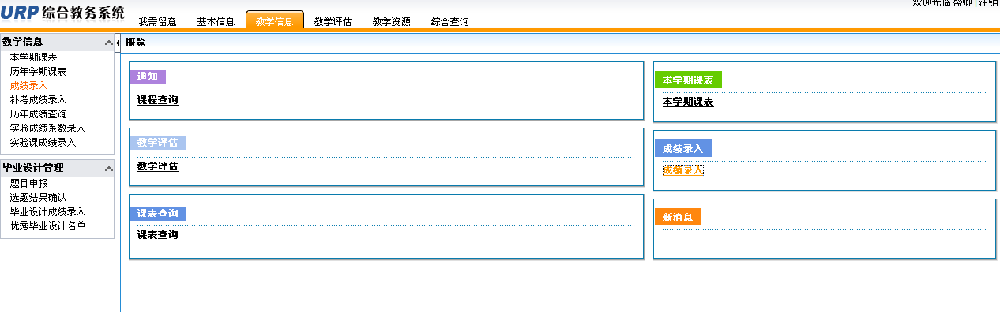 URP综合教务系统
欢迎光临 盛卿 | 注销
我需留意 基本信息 教学信息 教学评估 教学资源 综合查询
教学信息
本学期课表
历年学期课表
成绩录入
补考成绩录入
历年成绩查询
实验成绩系数录入
实验课成绩录入
毕业设计管理
题目申报
选题结果确认
毕业设计成绩录入
优秀毕业设计名单
概览
通知
课程查询
教学评估
教学评估
课表查询
课表查询
本学期课表
本学期课表
成绩录入
成绩录入
新消息